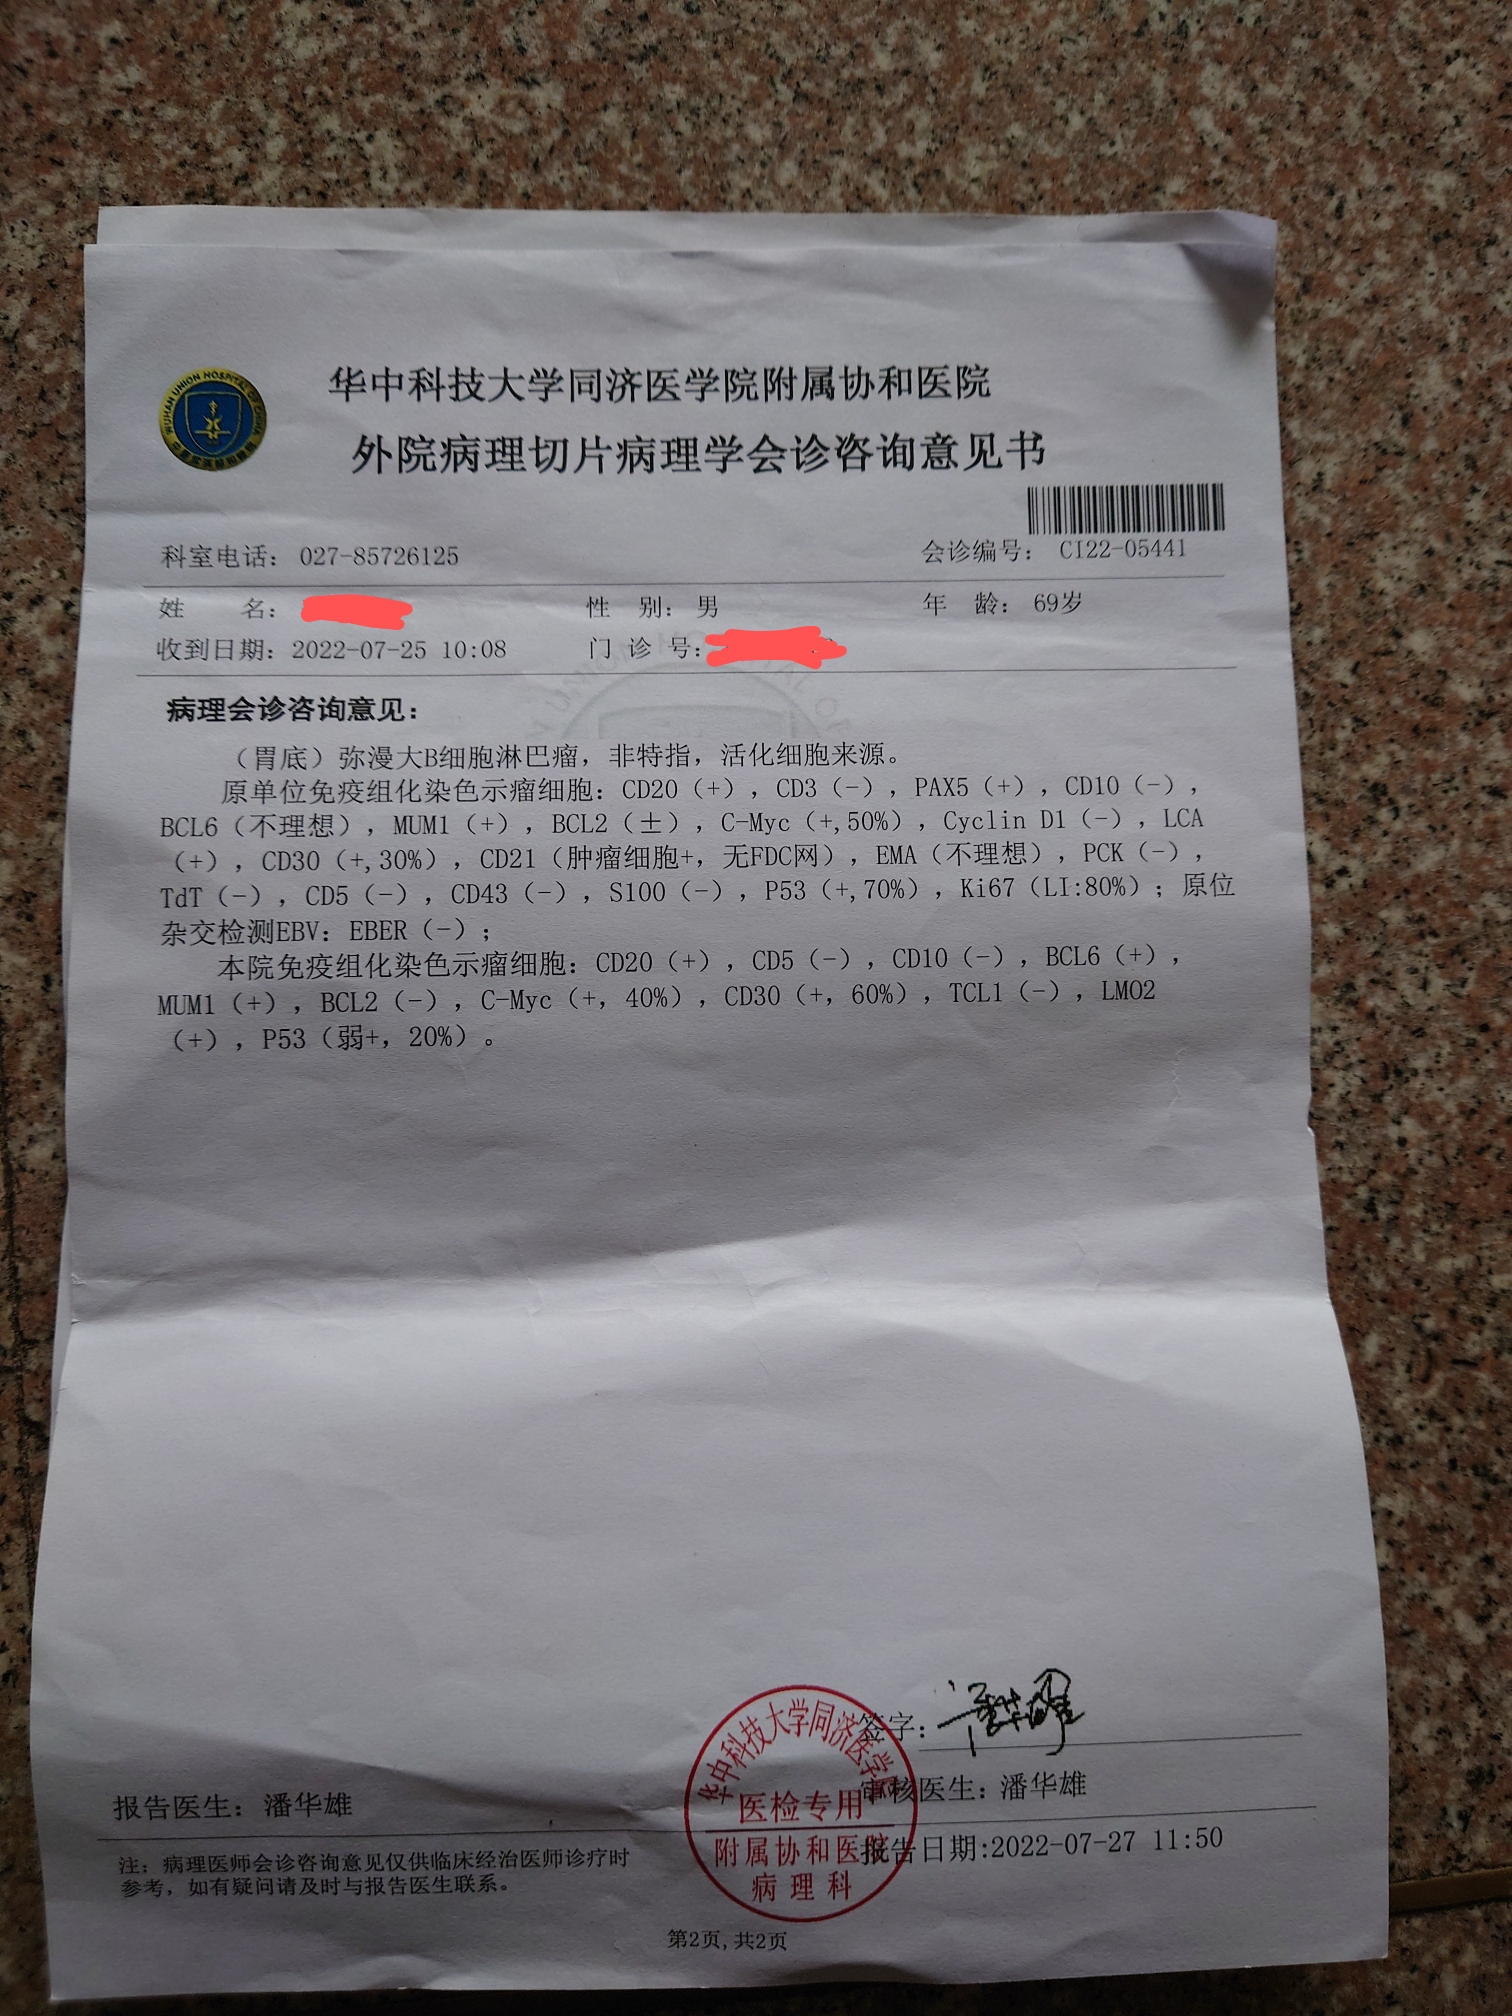 华中科技大学同济医学院附属协和医院
外院病理切片病理学会诊咨询意见书
WUHAN UNION HOSPITAL OF CHINA
科室电话： 027-85726125
会诊编号： CI22-05441
姓 名：
性 别： 男
年 龄： 69岁
收到日期： 2022-07-25 10:08
门 诊 号：
病理会诊咨询意见：
（胃底）弥漫大B细胞淋巴瘤，非特指，活化细胞来源。
原单位免疫组化染色示瘤细胞：CD20（+），CD3（-），PAX5（+），CD10（-），
BCL6（不理想），MUM1（+），BCL2（±），C-Myc（+,50%），Cyclin D1（-），LCA
（+），CD30（+,30%），CD21（肿瘤细胞+，无FDC网），EMA（不理想），PCK（-），
TdT（-），CD5（-），CD43（-），S100（-），P53（+,70%），Ki67（LI:80%）；原位
杂交检测EBV：EBER（-）；
本院免疫组化染色示瘤细胞：CD20（+），CD5（-），CD10（-），BCL6（+），
MUM1（+），BCL2（-），C-Myc（+，40%），CD30（+，60%），TCL1（-），LMO2
（+），P53（弱+，20%）。
签字：潘华雄
报告医生：潘华雄
审核医生：潘华雄
报告日期:2022-07-27 11:50
华中科技大学同济医学院
医检专用
附属协和医院
病理科
注：病理医师会诊咨询意见仅供临床经治医师诊疗时
参考，如有疑问请及时与报告医生联系。
第2页,共2页